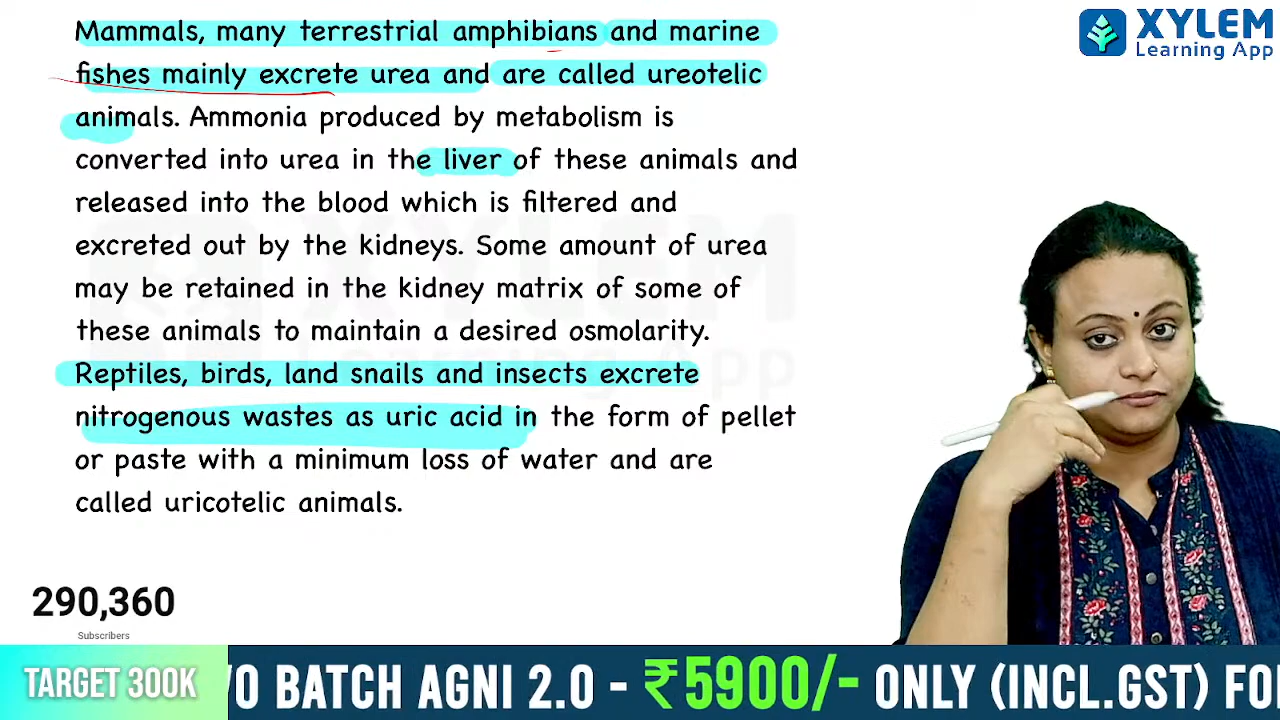 Mammals, many terrestrial amphibians and marine
fishes mainly excrete urea and are called ureotelic
animals. Ammonia produced by metabolism is
converted into urea in the liver of these animals and
released into the blood which is filtered and
excreted out by the kidneys. Some amount of urea
may be retained in the kidney matrix of some of
these animals to maintain a desired osmolarity.
Reptiles, birds, land snails and insects excrete
nitrogenous wastes as uric acid in the form of pellet
or paste with a minimum loss of water and are
called uricotelic animals.
XYLEM
Learning App
XYLEM
Learning App
290,360
Subscribers
TARGET 300K
BATCH AGNI 2.0 - ₹5900/- ONLY (INCL.GST)